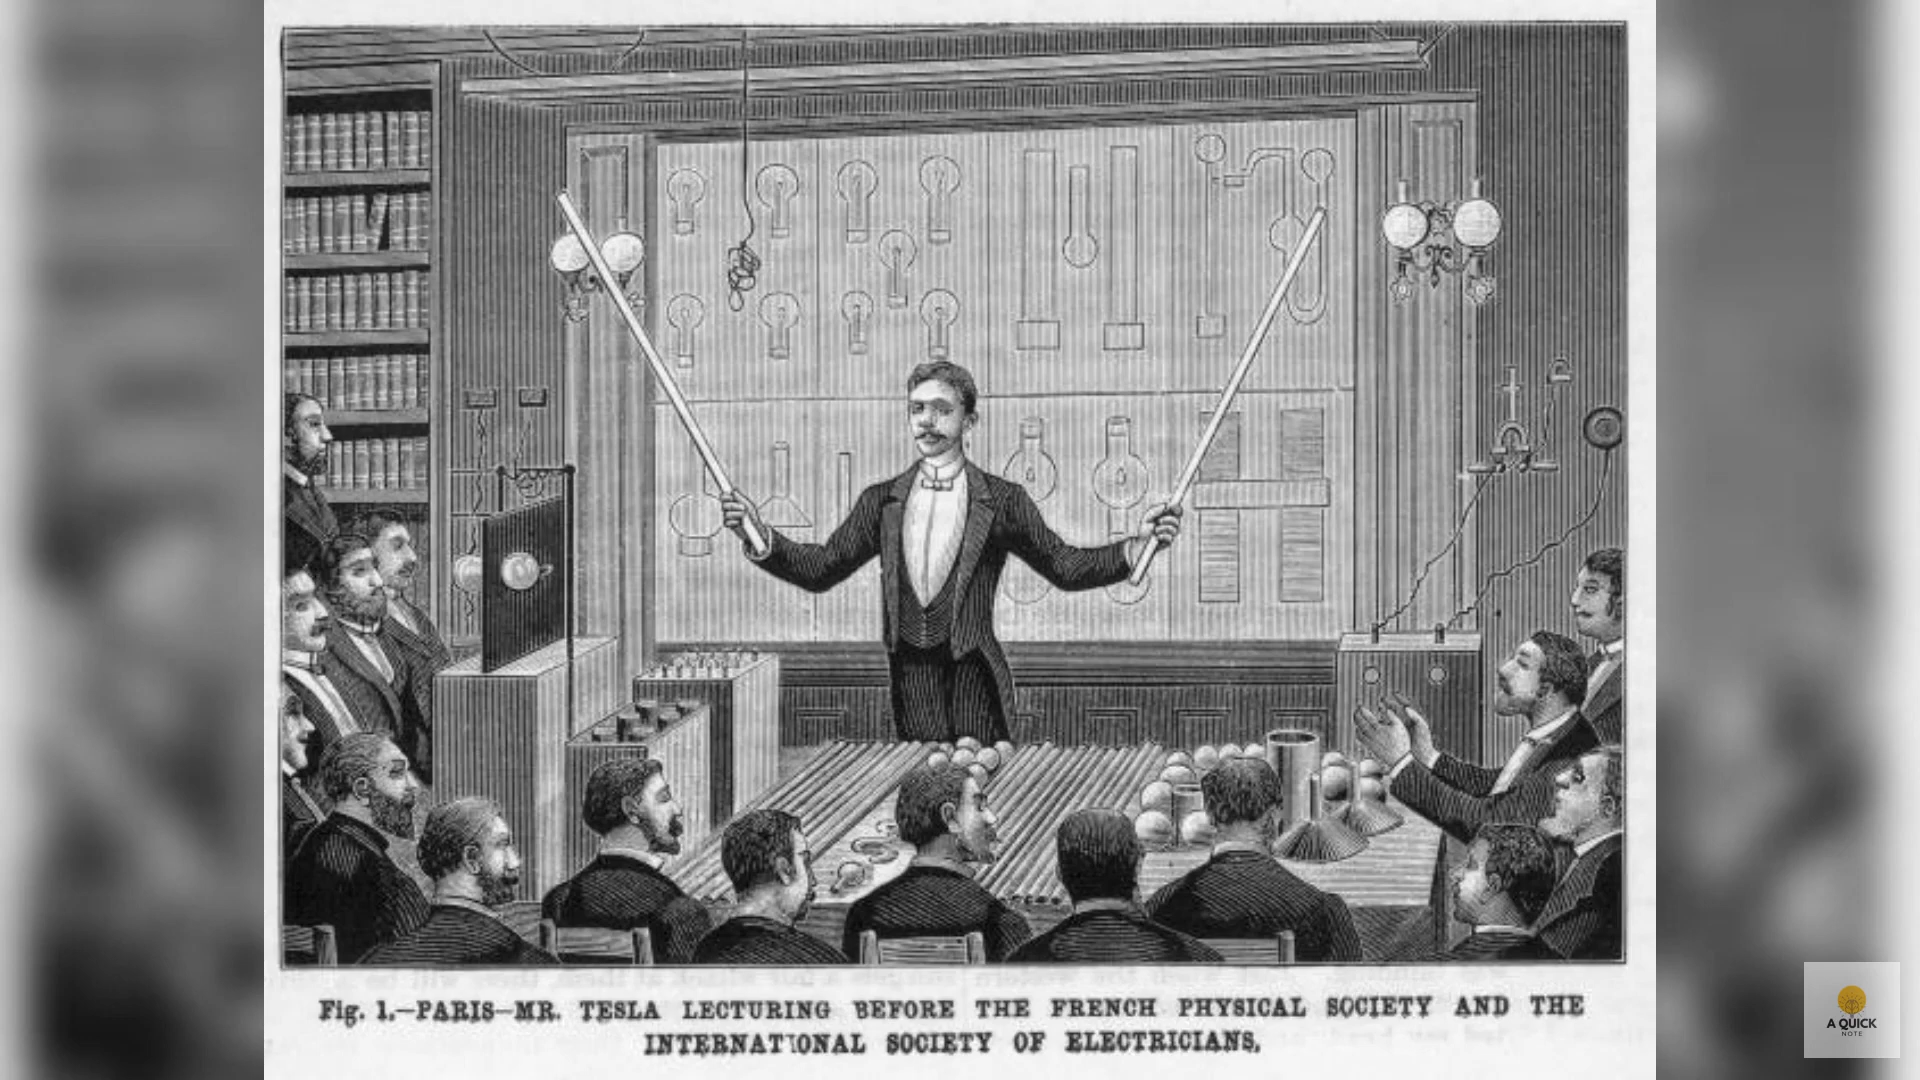 Fig. 1.—PARIS—MR. TESLA LECTURING BEFORE THE FRENCH PHYSICAL SOCIETY AND THE
INTERNATIONAL SOCIETY OF ELECTRICIANS.
A QUICK
NOTE